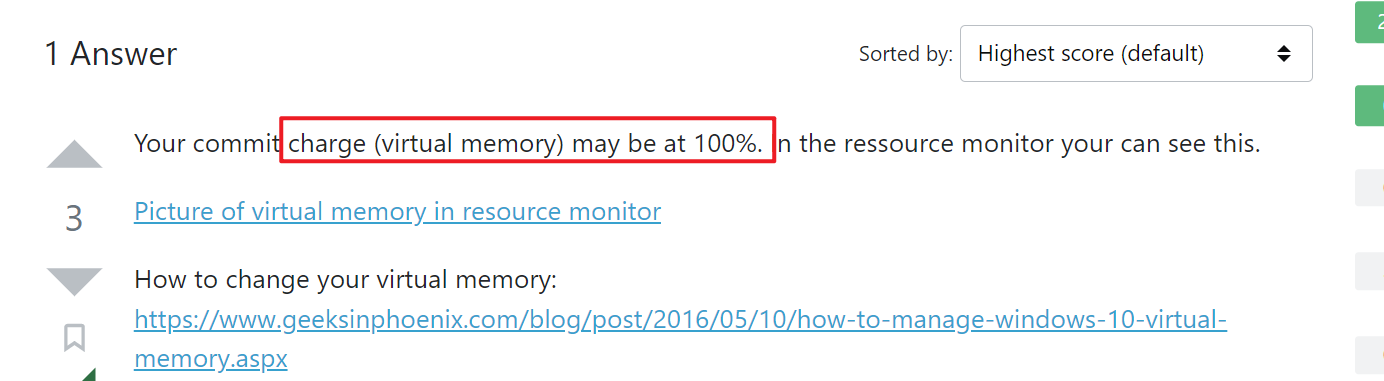 1 Answer
Sorted by:
Highest score (default)
Your commit charge (virtual memory) may be at 100%. In the ressource monitor your can see this.
3
Picture of virtual memory in resource monitor
How to change your virtual memory:
https://www.geeksinphoenix.com/blog/post/2016/05/10/how-to-manage-windows-10-virtual-
memory.aspx